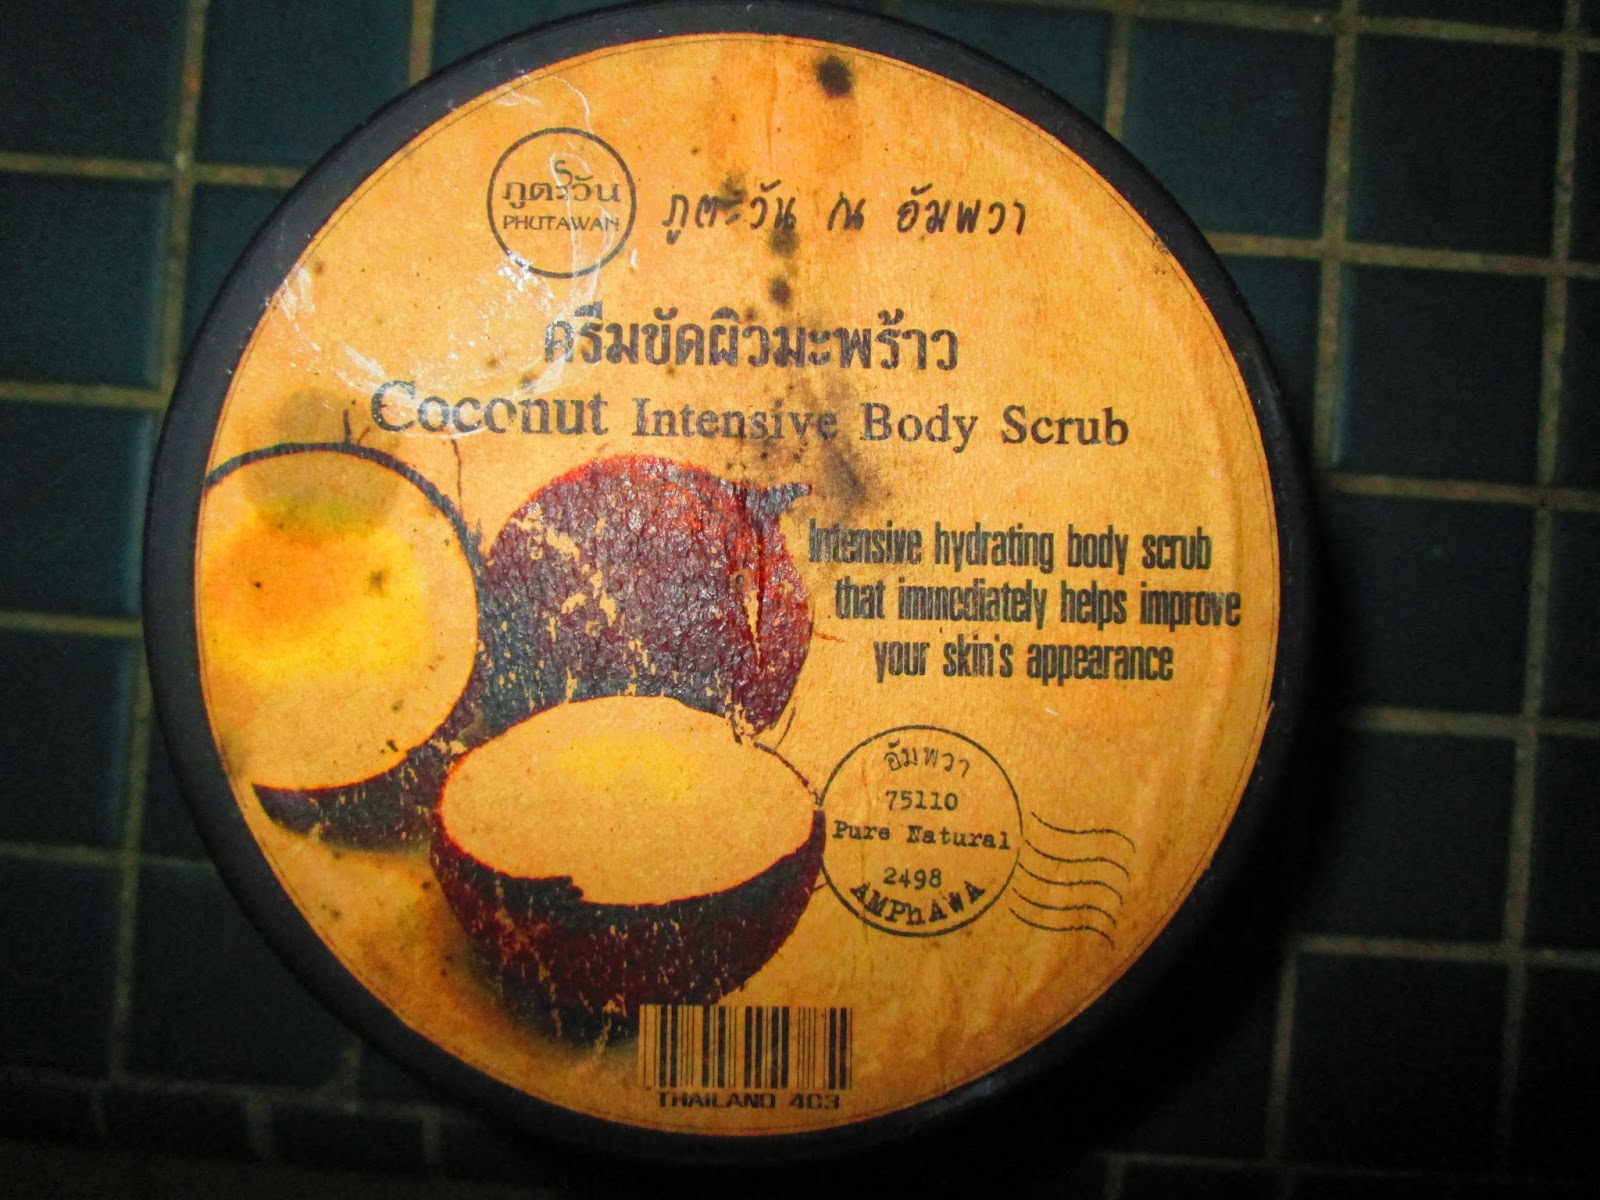 ภูตะวัน
PHUTAWAN
ภูตะวัน ณ อัมพวา
ครีมขัดผิวมะพร้าว
Coconut Intensive Body Scrub
Intensive hydrating body scrub
that immediately helps improve
your skin's appearance
อัมพวา
75110
Pure Natural
2498
AMPhAWA
THAILAND 403